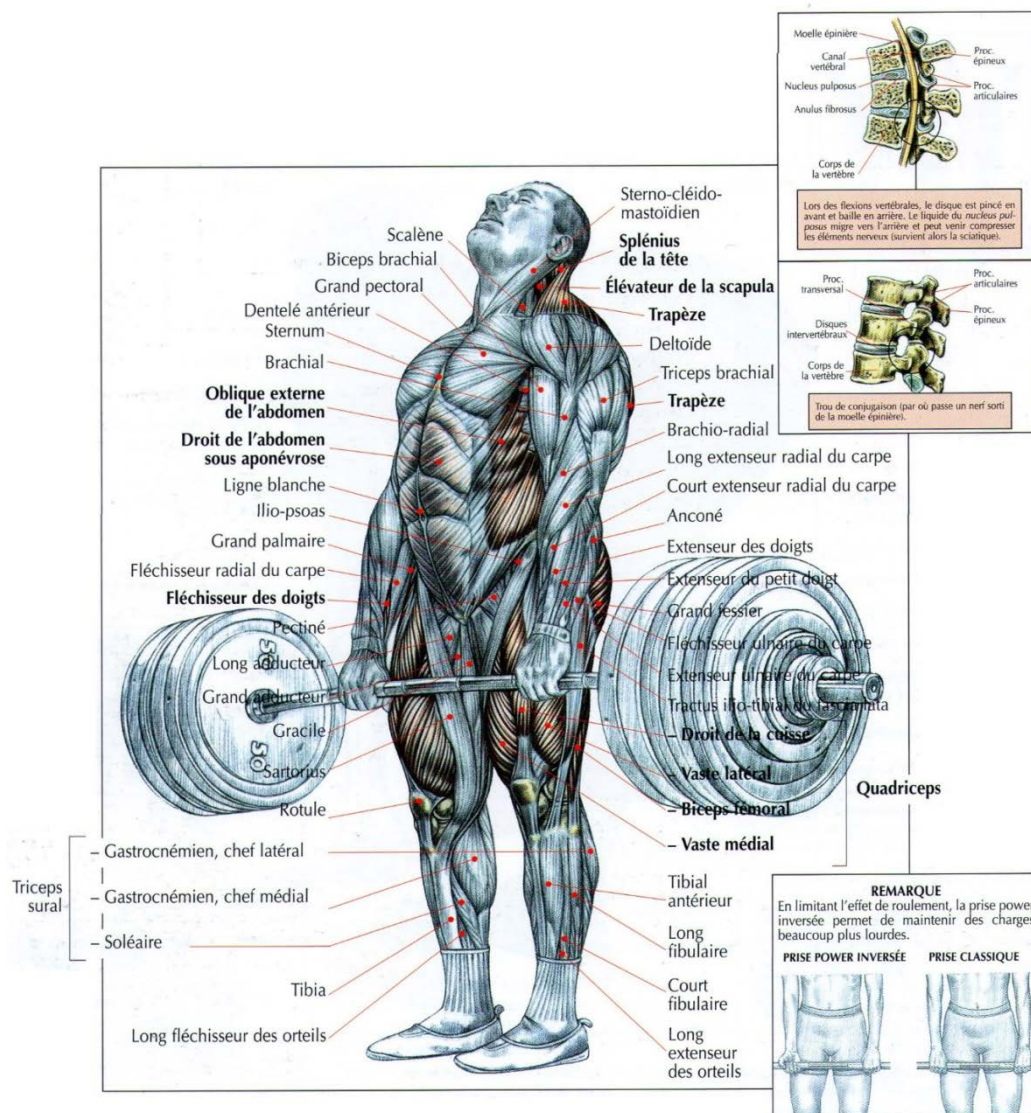 Moelle épinière
Canal
vertébral
Nucleus pulposus
Anulus fibrosus
Corps de
la vertèbre
Proc.
épineux
Proc.
articulaires
Lors des flexions vertébrales, le disque est pincé en
avant et baille en arrière. Le liquide du nucleus pul-
posus migre vers l'arrière et peut venir compresser
les éléments nerveux (survient alors la sciatique).
Proc.
transversal
Disques
intervertébraux
Corps de
la vertèbre
Proc.
articulaires
Proc.
épineux
Trou de conjugaison (par où passe un nerf sorti
de la moelle épinière).
Scalène
Biceps brachial
Grand pectoral
Dentelé antérieur
Sternum
Brachial
Oblique externe
de l'abdomen
Droit de l'abdomen
sous aponévrose
Ligne blanche
Ilio-psoas
Grand palmaire
Fléchisseur radial du carpe
Fléchisseur des doigts
Pectiné
Long adducteur
Grand adducteur
Gracile
Sartorius
Rotule
Triceps
sural
– Gastrocnémien, chef latéral
– Gastrocnémien, chef médial
– Soléaire
Tibia
Long fléchisseur des orteils
Sterno-cléido-
mastoïdien
Splénius
de la tête
Élévateur de la scapula
Trapèze
Deltoïde
Triceps brachial
Trapèze
Brachio-radial
Long extenseur radial du carpe
Court extenseur radial du carpe
Anconé
Extenseur des doigts
Extenseur du petit doigt
Grand fessier
Fléchisseur ulnaire du carpe
Extenseur ulnaire du carpe
Tractus ilio-tibial du fascia lata
– Droit de la cuisse
– Vaste latéral
– Biceps fémoral
– Vaste médial
Quadriceps
Tibial
antérieur
Long
fibulaire
Court
fibulaire
Long
extenseur
des orteils
50
50
REMARQUE
En limitant l'effet de roulement, la prise power
inversée permet de maintenir des charges
beaucoup plus lourdes.
PRISE POWER INVERSÉE
PRISE CLASSIQUE